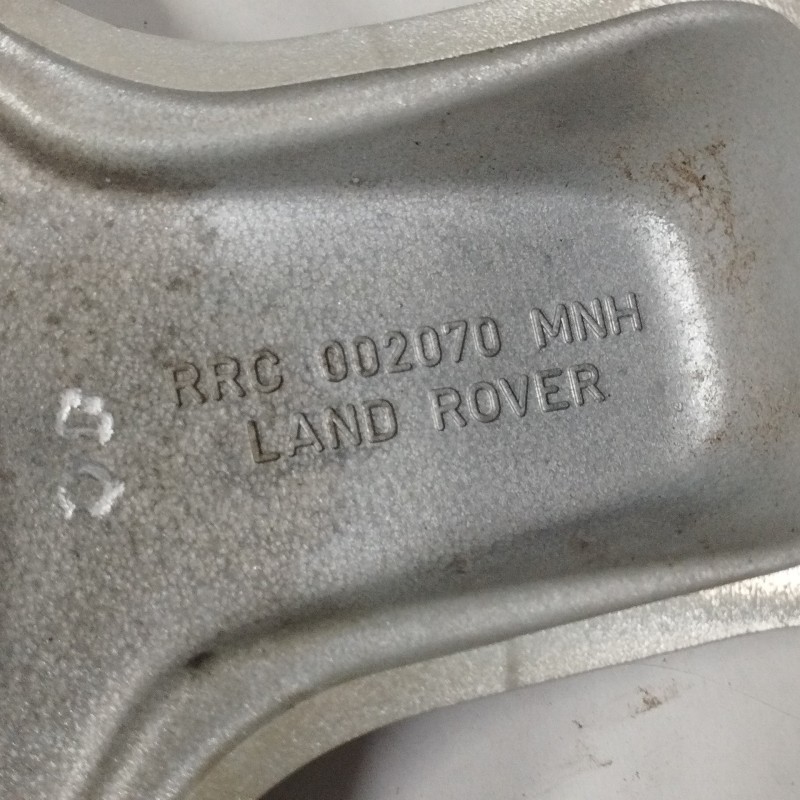 RRC 002070 MNH
LAND ROVER